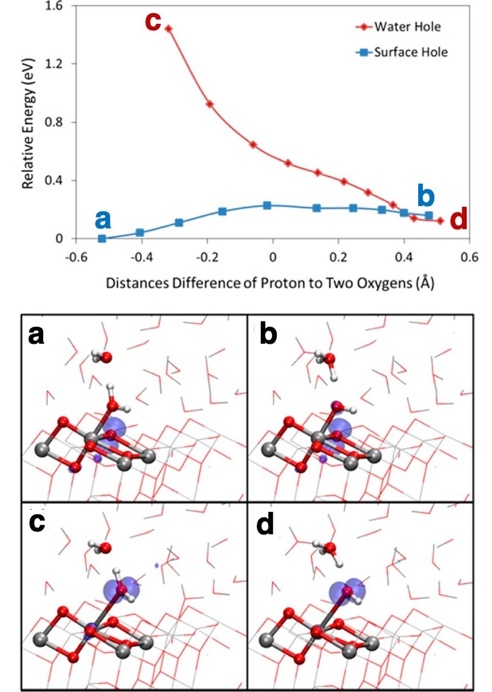 1.6
1.2
0.8
0.4
0
-0.6 -0.4 -0.2 0 0.2 0.4 0.6
Relative Energy (eV)
Distances Difference of Proton to Two Oxygens (Å)
Water Hole
Surface Hole
c
a
b
d
a
b
c
d